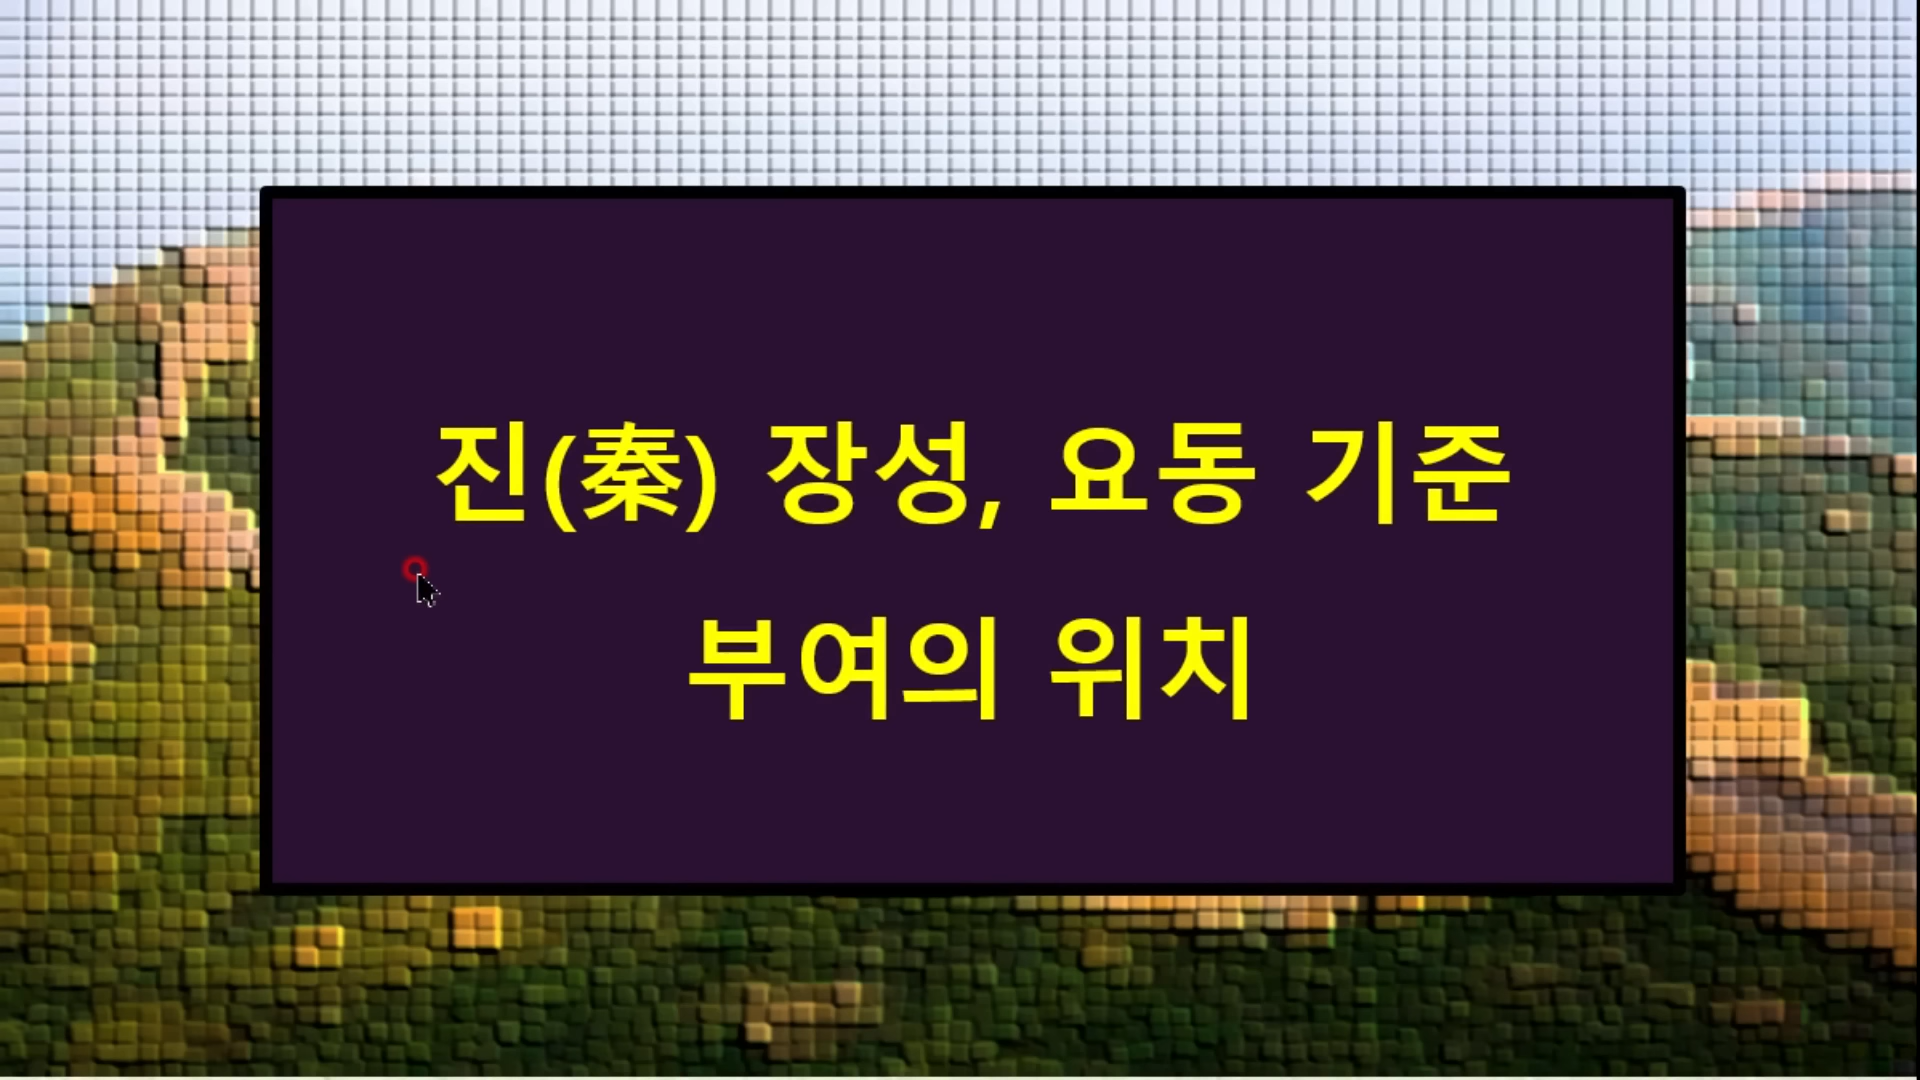 진(秦) 장성, 요동 기준
부여의 위치